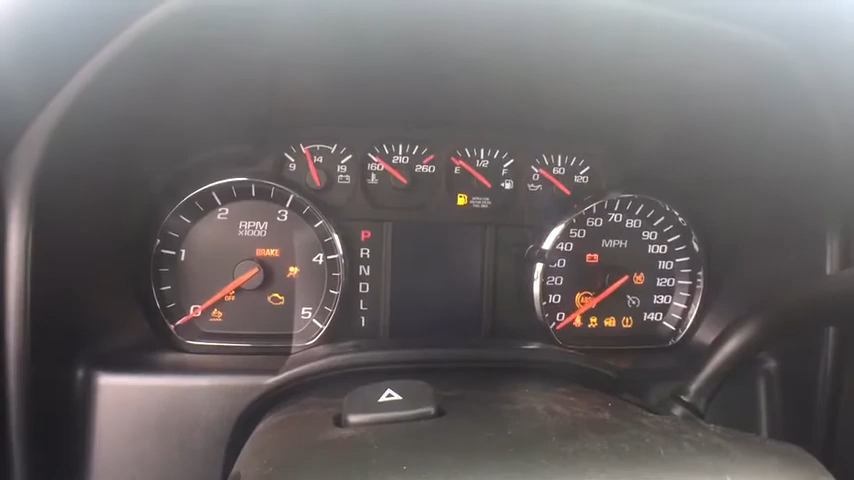 9 14 19
160 210 260
E 1/2 F
0 60 120
0 1 2 3 4 5
RPM
x1000
BRAKE
OFF
P
R
N
D
L
1
0 10 20 30 40 50 60 70 80 90 100 110 120 130 140
MPH
ABS